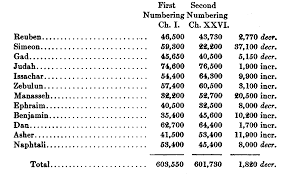 First Second
Numbering Numbering
Ch. I. Ch. XXVI.
Reuben........................ 46,500 43,730 2,770 decr.
Simeon........................ 59,300 22,200 37,100 decr.
Gad........................ 45,650 40,500 5,150 decr.
Judah........................ 74,600 76,500 1,900 incr.
Issachar........................ 54,400 64,300 9,900 incr.
Zebulun........................ 57,400 60,500 3,100 incr.
Manasseh........................ 32,200 52,700 20,500 incr.
Ephraim........................ 40,500 32,500 8,000 decr.
Benjamin........................ 35,400 45,600 10,200 incr.
Dan........................ 62,700 64,400 1,700 incr.
Asher........................ 41,500 53,400 11,900 incr.
Naphtali........................ 53,400 45,400 8,000 decr.
Total.................... 603,550 601,730 1,820 decr.